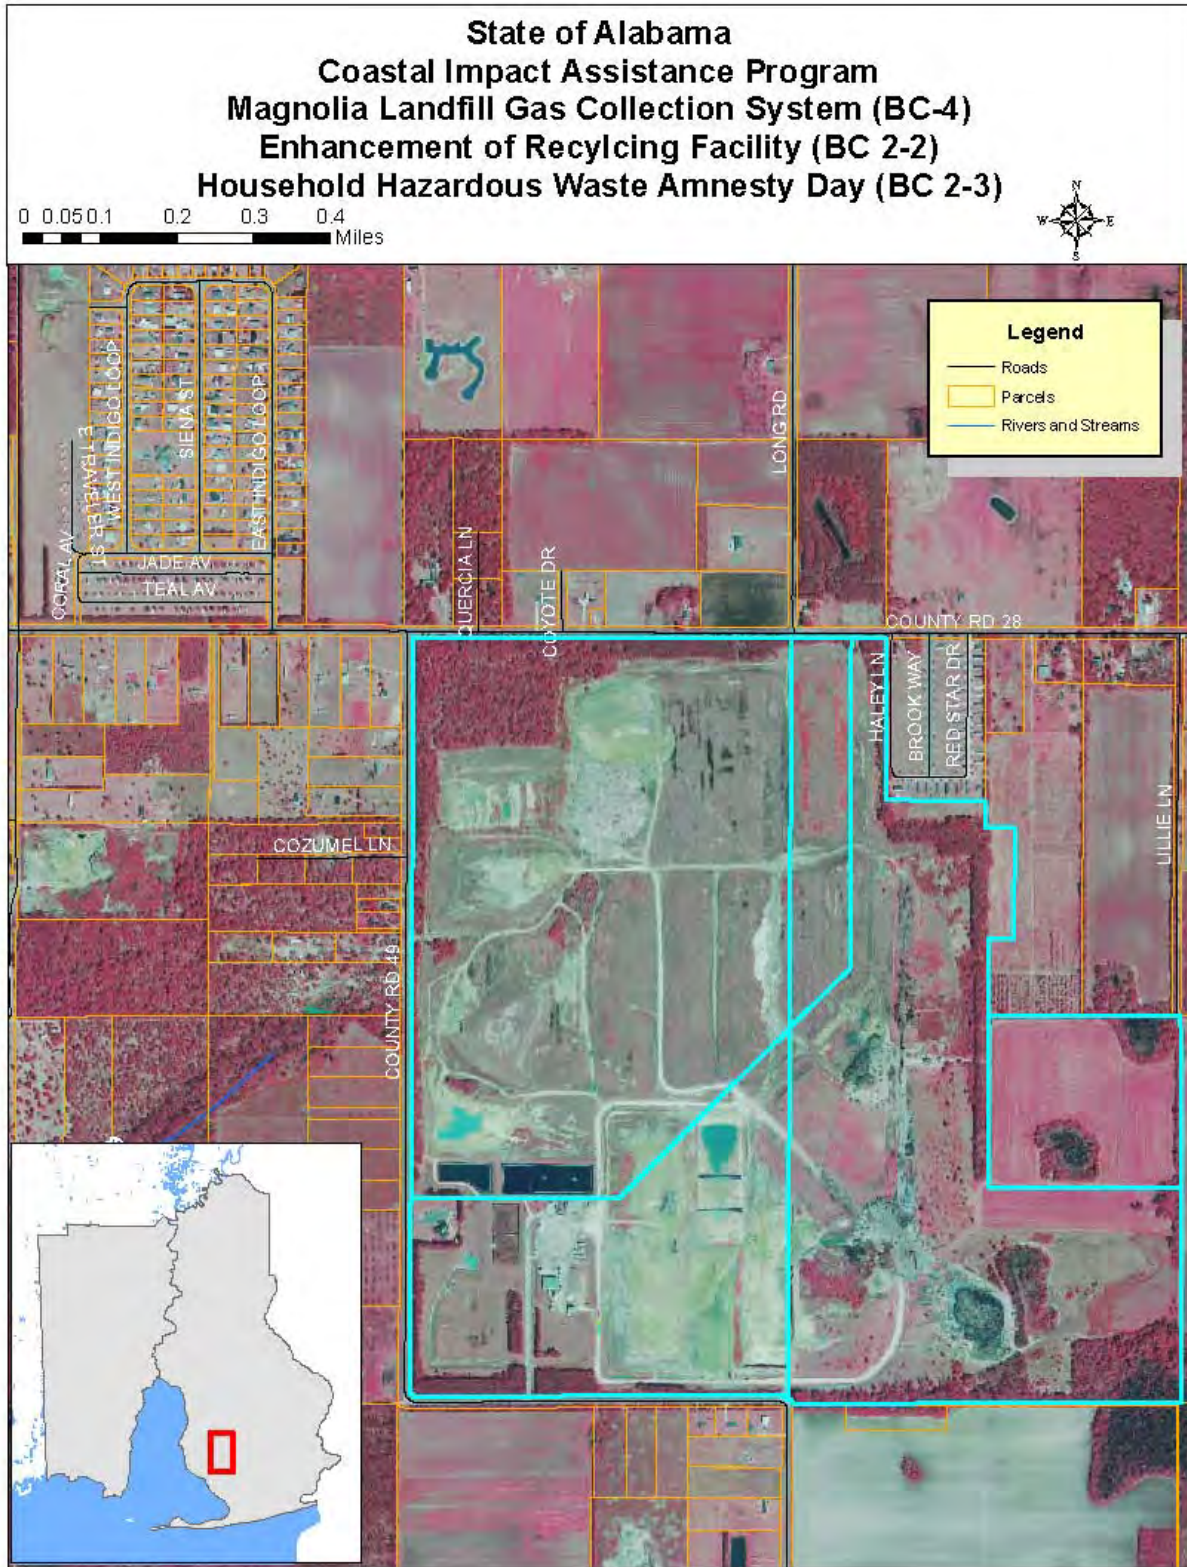 State of Alabama
Coastal Impact Assistance Program
Magnolia Landfill Gas Collection System (BC-4)
Enhancement of Recylcing Facility (BC 2-2)
Household Hazardous Waste Amnesty Day (BC 2-3)
0 0.05 0.1 0.2 0.3 0.4
Miles
N
W E
S
Legend
Roads
Parcels
Rivers and Streams
CORAL AV
E TRAVELER ST
WEST INDIGO LOOP
SIENA ST
EAST INDIGO LOOP
JADE AV
TEAL AV
QUERCIA LN
COYOTE DR
LONG RD
COUNTY RD 28
HALEY LN
BROOK WAY
RED STAR DR
LILLIE LN
COZUMEL LN
COUNTY RD 49